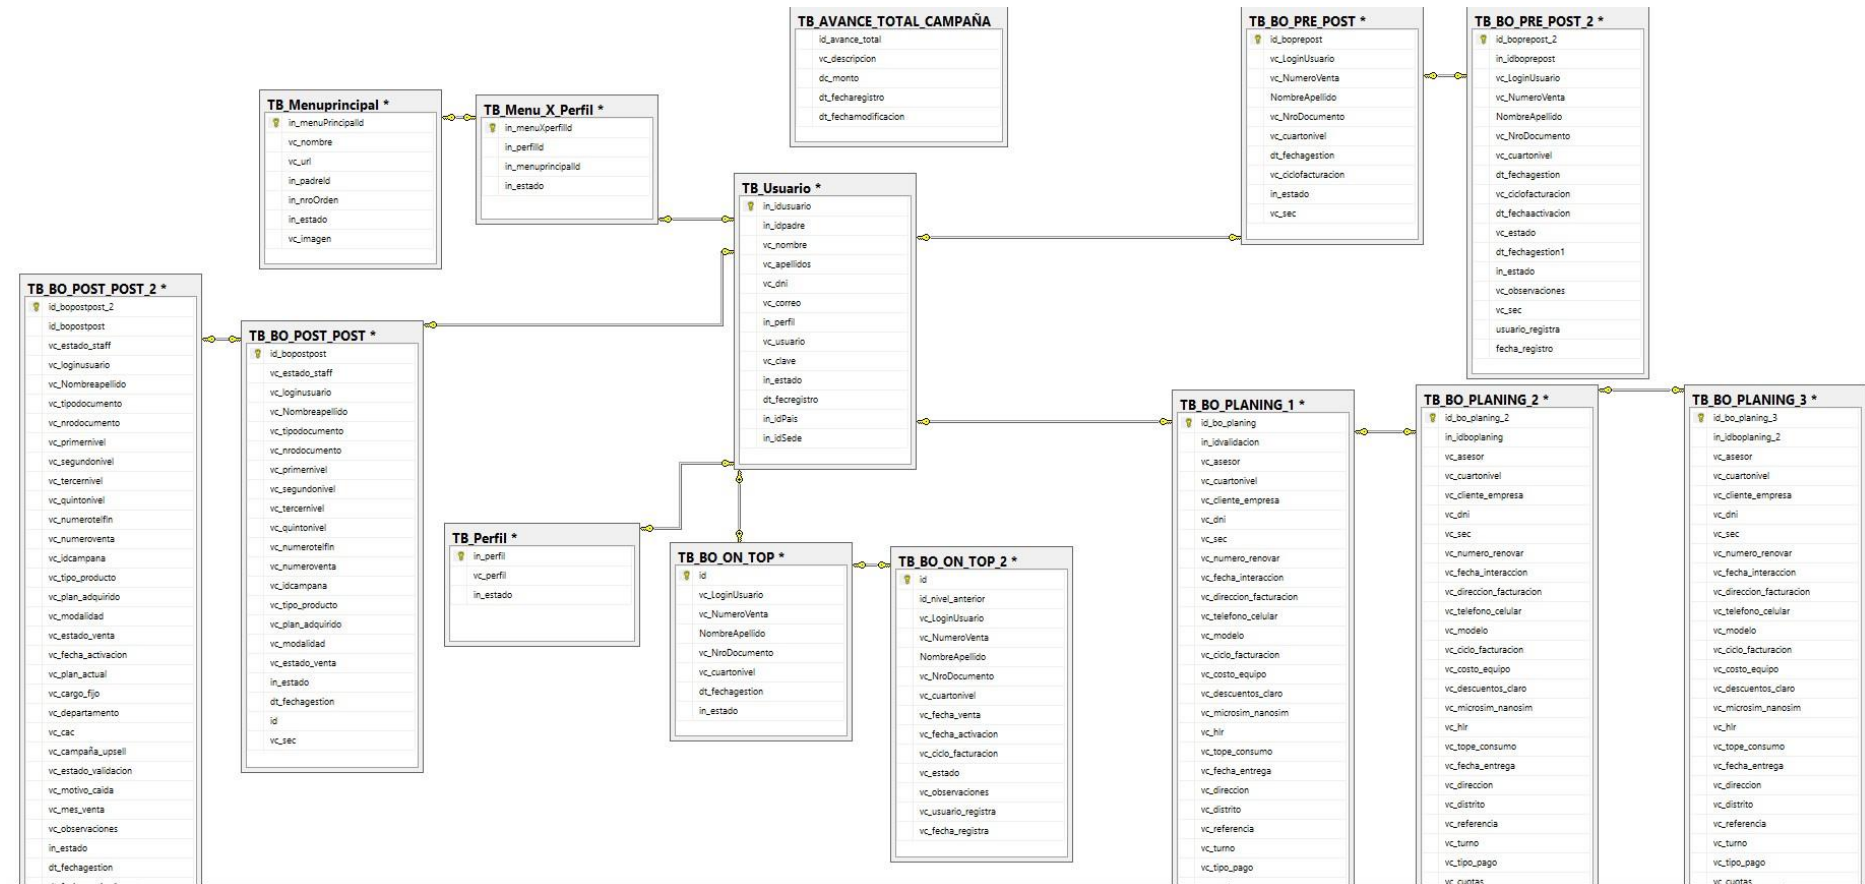 TB_AVANCE_TOTAL_CAMPAÑA
id_avance_total
vc_descripcion
dc_monto
dt_fecharegistro
dt_fechamodificacion
TB_BO_PRE_POST *
id_boprepost
vc_LoginUsuario
vc_NumeroVenta
NombreApellido
vc_NroDocumento
vc_cuartonivel
dt_fechagestion
vc_ciclofacturacion
in_estado
vc_sec
TB_BO_PRE_POST_2 *
id_boprepost_2
in_idboprepost
vc_LoginUsuario
vc_NumeroVenta
NombreApellido
vc_NroDocumento
vc_cuartonivel
dt_fechagestion
vc_ciclofacturacion
dt_fechaactivacion
vc_estado
dt_fechagestion1
in_estado
vc_observaciones
vc_sec
usuario_registra
fecha_registro
TB_Menuprincipal *
in_menuPrincipalId
vc_nombre
vc_url
in_padreId
in_nroOrden
in_estado
vc_imagen
TB_Menu_X_Perfil *
in_menuXperfilId
in_perfilId
in_menuprincipalId
in_estado
TB_Usuario *
in_idusuario
in_idpadre
vc_nombre
vc_apellidos
vc_dni
vc_correo
in_perfil
vc_usuario
vc_clave
in_estado
dt_fecregistro
in_idPais
in_idSede
TB_BO_POST_POST_2 *
id_bopostpost_2
id_bopostpost
vc_estado_staff
vc_loginusuario
vc_Nombreapellido
vc_tipodocumento
vc_nrodocumento
vc_primernivel
vc_segundonivel
vc_tercernivel
vc_quintonivel
vc_numerotelfin
vc_numeroventa
vc_idcampana
vc_tipo_producto
vc_plan_adquirido
vc_modalidad
vc_estado_venta
vc_fecha_activacion
vc_plan_actual
vc_cargo_fijo
vc_departamento
vc_cac
vc_campaña_upsell
vc_estado_validacion
vc_motivo_caida
vc_mes_venta
vc_observaciones
in_estado
dt_fechagestion
TB_BO_POST_POST *
id_bopostpost
vc_estado_staff
vc_loginusuario
vc_Nombreapellido
vc_tipodocumento
vc_nrodocumento
vc_primernivel
vc_segundonivel
vc_tercernivel
vc_quintonivel
vc_numerotelfin
vc_numeroventa
vc_idcampana
vc_tipo_producto
vc_plan_adquirido
vc_modalidad
vc_estado_venta
in_estado
dt_fechagestion
id
vc_sec
TB_Perfil *
in_perfil
vc_perfil
in_estado
TB_BO_ON_TOP *
id
vc_LoginUsuario
vc_NumeroVenta
NombreApellido
vc_NroDocumento
vc_cuartonivel
dt_fechagestion
in_estado
TB_BO_ON_TOP_2 *
id
id_nivel_anterior
vc_LoginUsuario
vc_NumeroVenta
NombreApellido
vc_NroDocumento
vc_cuartonivel
vc_fecha_venta
vc_fecha_activacion
vc_ciclo_facturacion
vc_estado
vc_observaciones
vc_usuario_registra
vc_fecha_registra
TB_BO_PLANING_1 *
id_bo_planing
in_idvalidacion
vc_asesor
vc_cuartonivel
vc_cliente_empresa
vc_dni
vc_sec
vc_numero_renovar
vc_fecha_interaccion
vc_direccion_facturacion
vc_telefono_celular
vc_modelo
vc_ciclo_facturacion
vc_costo_equipo
vc_descuentos_claro
vc_microsim_nanosim
vc_hlr
vc_tope_consumo
vc_fecha_entrega
vc_direccion
vc_distrito
vc_referencia
vc_turno
vc_tipo_pago
TB_BO_PLANING_2 *
id_bo_planing_2
in_idboplaning
vc_asesor
vc_cuartonivel
vc_cliente_empresa
vc_dni
vc_sec
vc_numero_renovar
vc_fecha_interaccion
vc_direccion_facturacion
vc_telefono_celular
vc_modelo
vc_ciclo_facturacion
vc_costo_equipo
vc_descuentos_claro
vc_microsim_nanosim
vc_hlr
vc_tope_consumo
vc_fecha_entrega
vc_direccion
vc_distrito
vc_referencia
vc_turno
vc_tipo_pago
vc_cuotas
TB_BO_PLANING_3 *
id_bo_planing_3
in_idboplaning_2
vc_asesor
vc_cuartonivel
vc_cliente_empresa
vc_dni
vc_sec
vc_numero_renovar
vc_fecha_interaccion
vc_direccion_facturacion
vc_telefono_celular
vc_modelo
vc_ciclo_facturacion
vc_costo_equipo
vc_descuentos_claro
vc_microsim_nanosim
vc_hlr
vc_tope_consumo
vc_fecha_entrega
vc_direccion
vc_distrito
vc_referencia
vc_turno
vc_tipo_pago
vc_cuotas